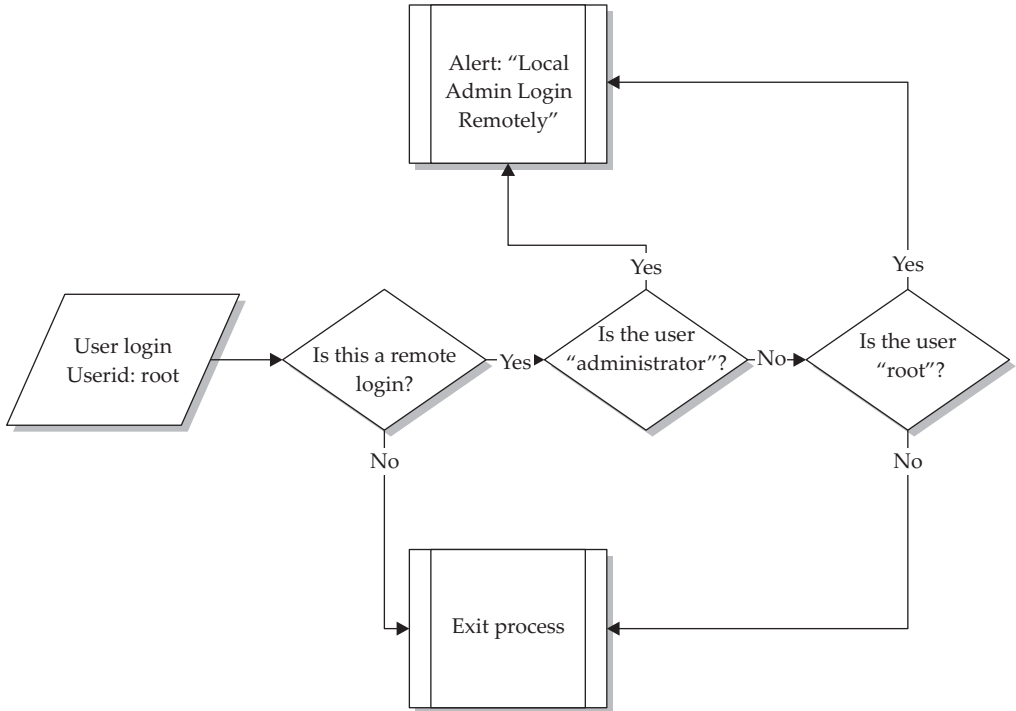 Alert: “Local
Admin Login
Remotely”
Yes
Yes
User login
Userid: root
Is this a remote
login?
Yes
Is the user
“administrator”?
No
Is the user
“root”?
No
No
Exit process